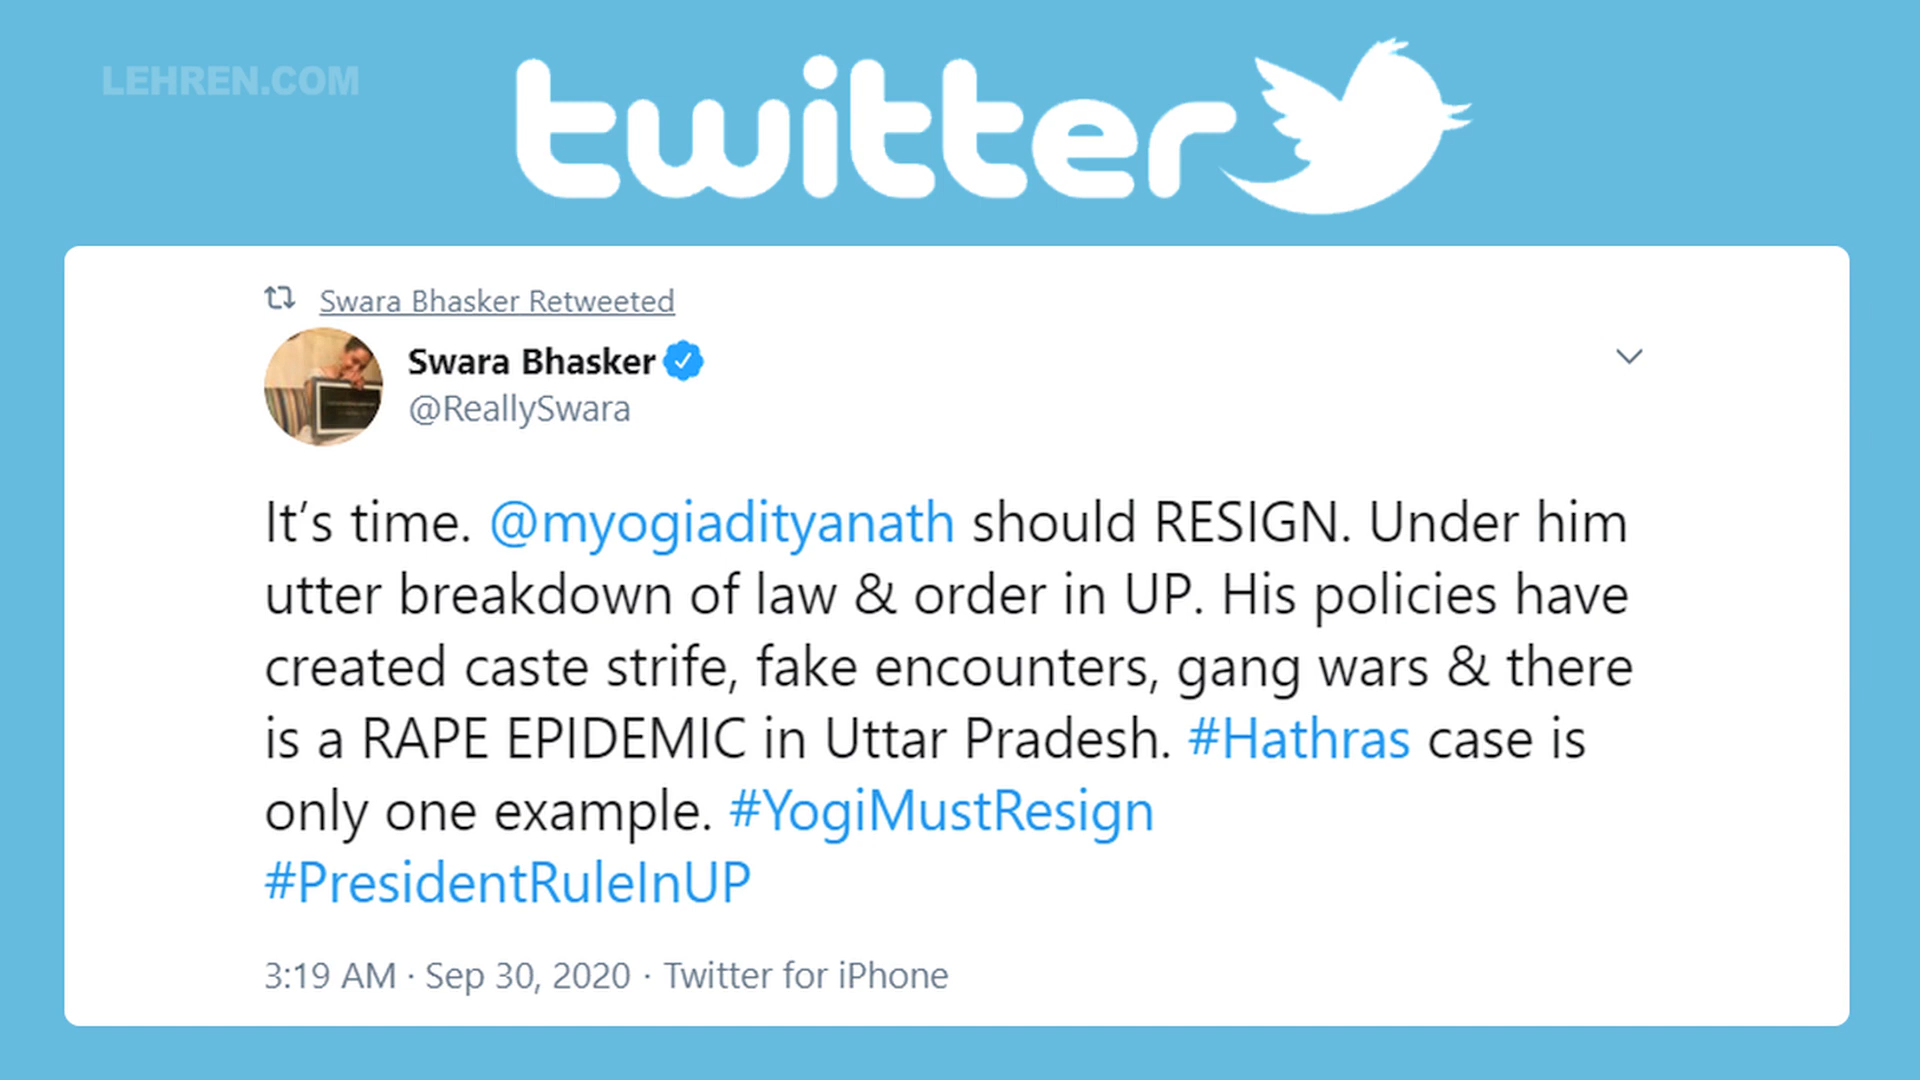 LEHREN.COM
twitter
Swara Bhasker Retweeted
Swara Bhasker
@ReallySwara
It’s time. @myogiadityanath should RESIGN. Under him
utter breakdown of law & order in UP. His policies have
created caste strife, fake encounters, gang wars & there
is a RAPE EPIDEMIC in Uttar Pradesh. #Hathras case is
only one example. #YogiMustResign
#PresidentRuleInUP
3:19 AM · Sep 30, 2020 · Twitter for iPhone